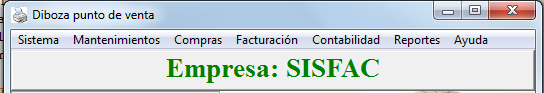 Diboza punto de venta
Sistema Mantenimientos Compras Facturación Contabilidad Reportes Ayuda
Empresa: SISFAC